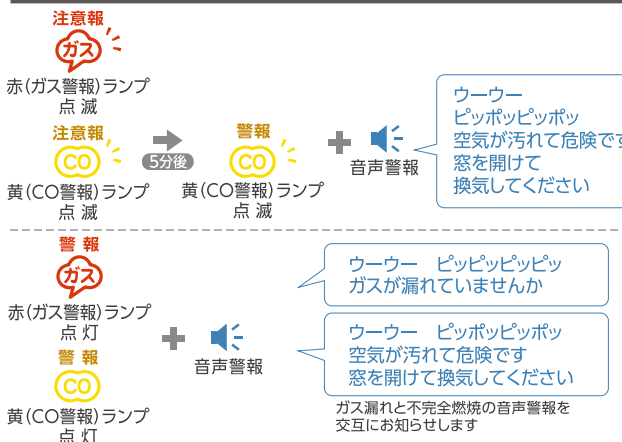 注意報
ガス
赤(ガス警報)ランプ
点 滅
注意報
CO
黄(CO警報)ランプ
点 滅
5分後
警報
CO
黄(CO警報)ランプ
点 滅
音声警報
ウーウー
ピッポッピッポッ
空気が汚れて危険です
窓を開けて
換気してください
警 報
ガス
赤(ガス警報)ランプ
点 灯
警 報
CO
黄(CO警報)ランプ
点 灯
音声警報
ウーウー ピッピッピッピッ
ガスが漏れていませんか
ウーウー ピッポッピッポッ
空気が汚れて危険です
窓を開けて換気してください
ガス漏れと不完全燃焼の音声警報を
交互にお知らせします